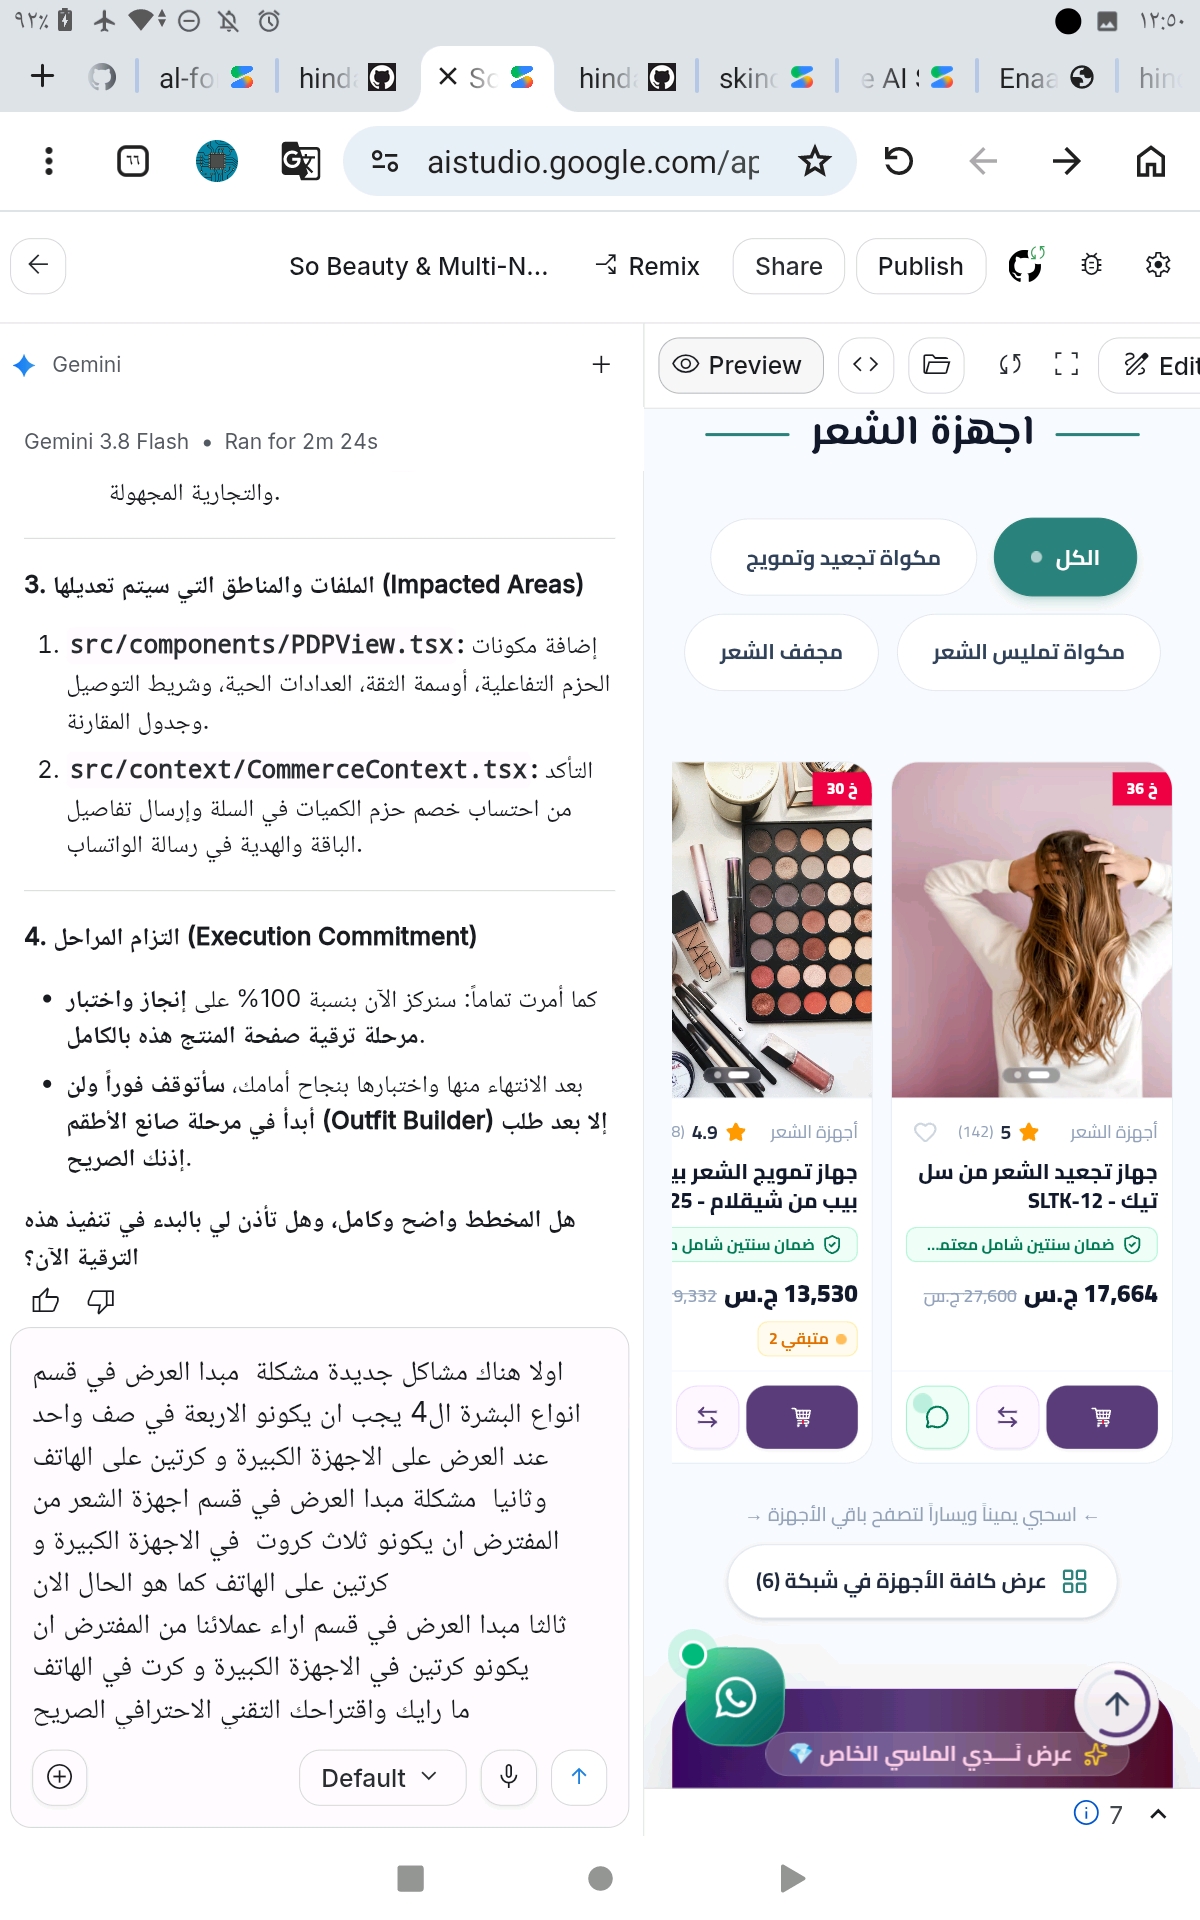 ٩٢٪
١٢:٥٠
al-fo
hinda
So
hinda
skinc
e AI S
Enaa
hin
٦٦
aistudio.google.com/ap
So Beauty & Multi-N...
Remix
Share
Publish
Gemini
Gemini 3.8 Flash • Ran for 2m 24s
والتجارية المجهولة.
3. الملفات والمناطق التي سيتم تعديلها (Impacted Areas)
1. src/components/PDPView.tsx: إضافة مكونات
الحزم التفاعلية، أوسمة الثقة، العدادات الحية، وشريط التوصيل
وجدول المقارنة.
2. src/context/CommerceContext.tsx: التأكد
من احتساب خصم حزم الكميات في السلة وإرسال تفاصيل
الباقة والهدية في رسالة الواتساب.
4. التزام المراحل (Execution Commitment)
• كما أمرت تماماً: سنركز الآن بنسبة 100% على إنجاز واختبار
مرحلة ترقية صفحة المنتج هذه بالكامل.
• بعد الانتهاء منها واختبارها بنجاح أمامك، سأتوقف فوراً ولن
أبدأ في مرحلة صانع الأطقم (Outfit Builder) إلا بعد طلب
إذنك الصريح.
هل المخطط واضح وكامل، وهل تأذن لي بالبدء في تنفيذ هذه
الترقية الآن؟
اولا هناك مشاكل جديدة مشكلة مبدا العرض في قسم
انواع البشرة ال4 يجب ان يكونو الاربعة في صف واحد
عند العرض على الاجهزة الكبيرة و كرتين على الهاتف
وثانيا مشكلة مبدا العرض في قسم اجهزة الشعر من
المفترض ان يكونو ثلاث كروت في الاجهزة الكبيرة و
كرتين على الهاتف كما هو الحال الان
ثالثا مبدا العرض في قسم اراء عملائنا من المفترض ان
يكونو كرتين في الاجهزة الكبيرة و كرت في الهاتف
ما رايك واقتراحك التقني الاحترافي الصريح
Default
Preview
Edit
اجهزة الشعر
الكل
مكواة تجعيد وتمويج
مكواة تمليس الشعر
مجفف الشعر
خ 36
خ 30
NARS
أجهزة الشعر
5 (142)
جهاز تجعيد الشعر من سل
تيك - SLTK-12
ضمان سنتين شامل معتمـ...
17,664 ج.س 27,600 ج.س
أجهزة الشعر
4.9 (8
جهاز تمويج الشعر بيـ
بيب من شيقلام - 25
ضمان سنتين شامل مـ
13,530 ج.س 9,332
متبقي 2
← اسحبي يميناً ويساراً لتصفح باقي الأجهزة →
عرض كافة الأجهزة في شبكة (6)
عرض نَـــدِي الماسي الخاص
7